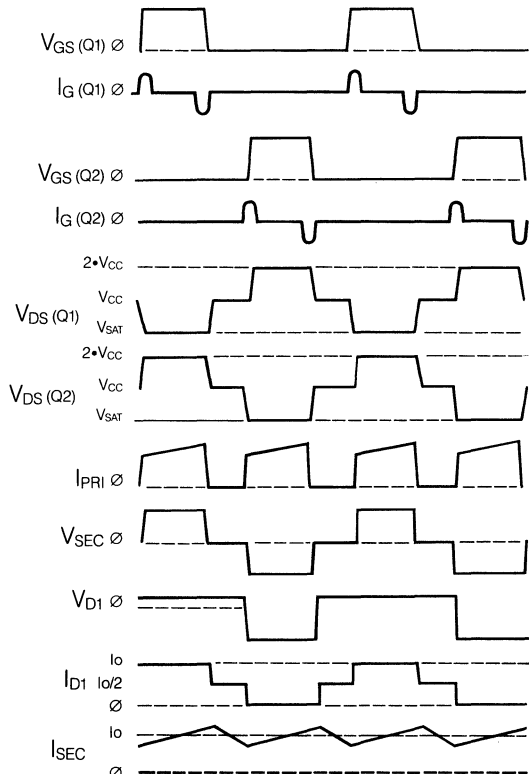 VGS (Q1) Ø
IG (Q1) Ø
VGS (Q2) Ø
IG (Q2) Ø
2•VCC
VCC
VDS (Q1)
VSAT
2•VCC
VCC
VDS (Q2)
VSAT
IPRI Ø
VSEC Ø
VD1 Ø
Io
ID1 Io/2
Ø
Io
ISEC
Ø